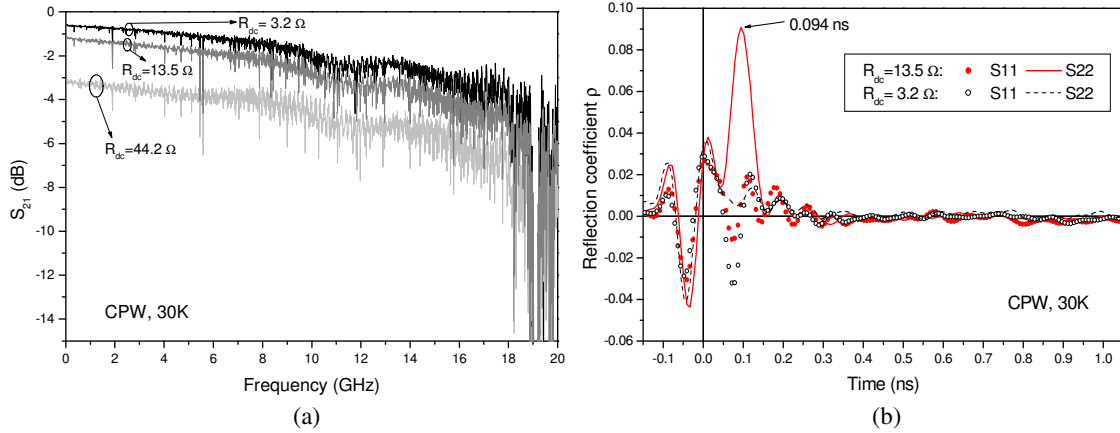 R_dc= 3.2 Ω
R_dc=13.5 Ω
R_dc=44.2 Ω
CPW, 30K
S_21 (dB)
0
-2
-4
-6
-8
-10
-12
-14
0 2 4 6 8 10 12 14 16 18 20
Frequency (GHz)
(a)
0.094 ns
R_dc=13.5 Ω: S11 S22
R_dc= 3.2 Ω: S11 S22
CPW, 30K
Reflection coefficient ρ
0.10
0.08
0.06
0.04
0.02
0.00
-0.02
-0.04
-0.06
-0.1 0.0 0.1 0.2 0.3 0.4 0.5 0.6 0.7 0.8 0.9 1.0
Time (ns)
(b)